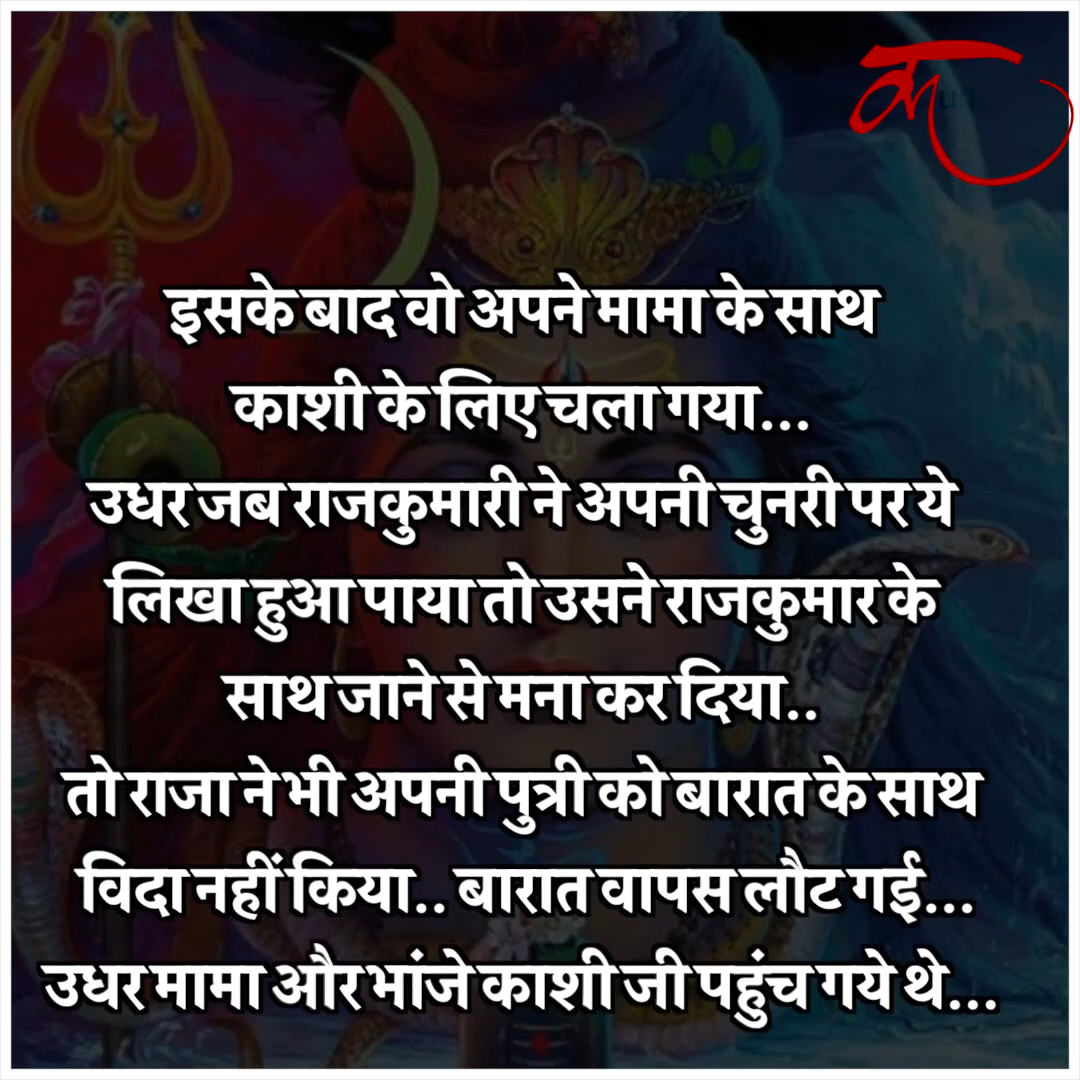 इसके बाद वो अपने मामा के साथ
काशी के लिए चला गया...
उधर जब राजकुमारी ने अपनी चुनरी पर ये
लिखा हुआ पाया तो उसने राजकुमार के
साथ जाने से मना कर दिया..
तो राजा ने भी अपनी पुत्री को बारात के साथ
विदा नहीं किया.. बारात वापस लौट गई...
उधर मामा और भांजे काशी जी पहुंच गये थे...